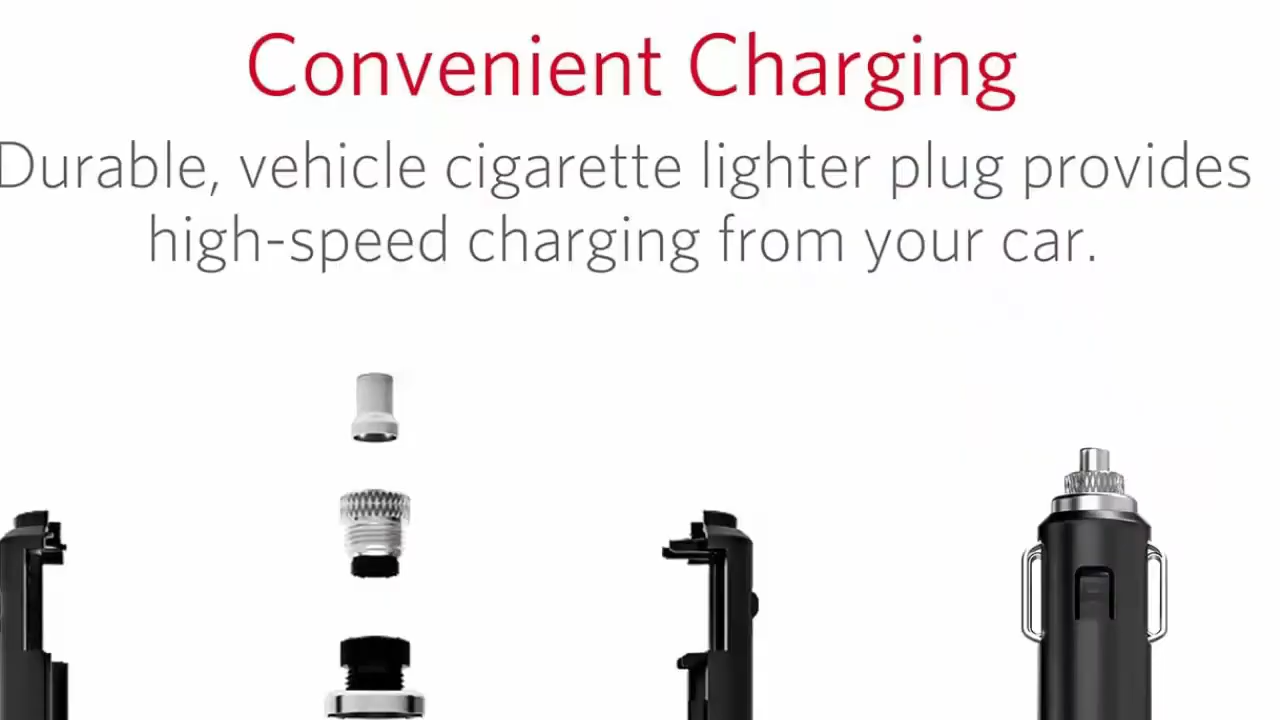 Convenient Charging
Durable, vehicle cigarette lighter plug provides
high-speed charging from your car.